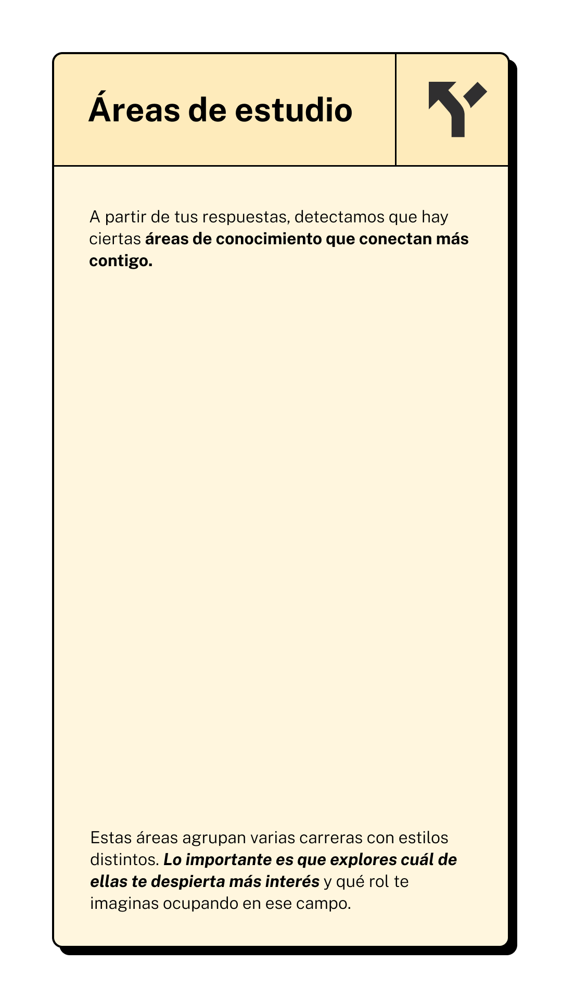 Áreas de estudio
A partir de tus respuestas, detectamos que hay
ciertas áreas de conocimiento que conectan más
contigo.
Estas áreas agrupan varias carreras con estilos
distintos. Lo importante es que explores cuál de
ellas te despierta más interés y qué rol te
imaginas ocupando en ese campo.